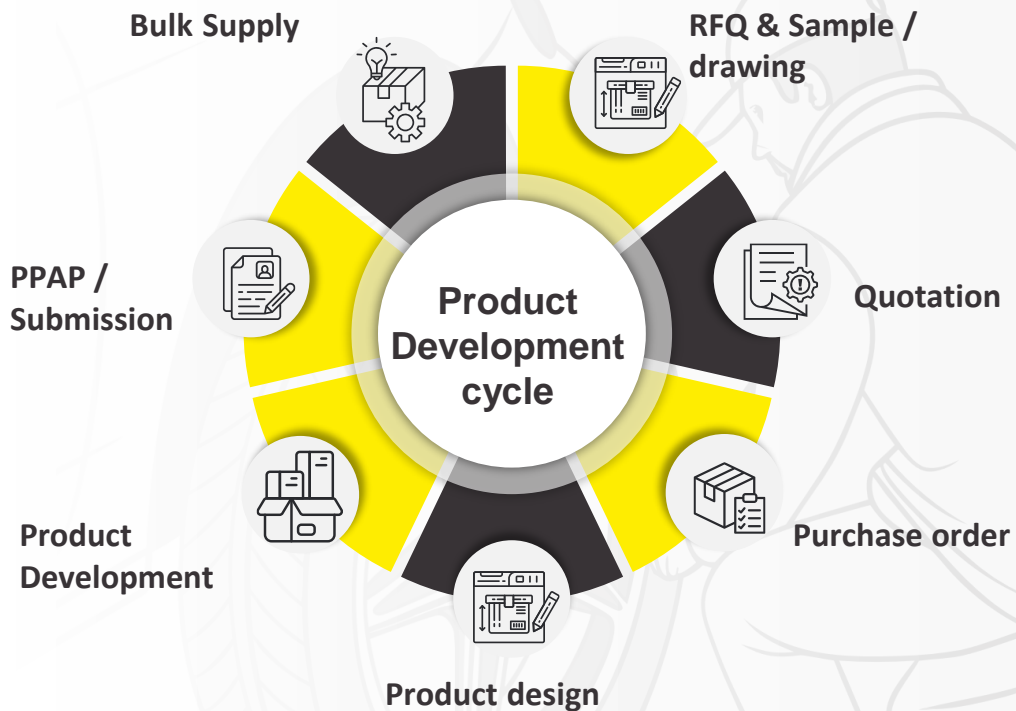 Bulk Supply
RFQ & Sample /
drawing
PPAP /
Submission
Product
Development
cycle
Quotation
Product
Development
Purchase order
Product design